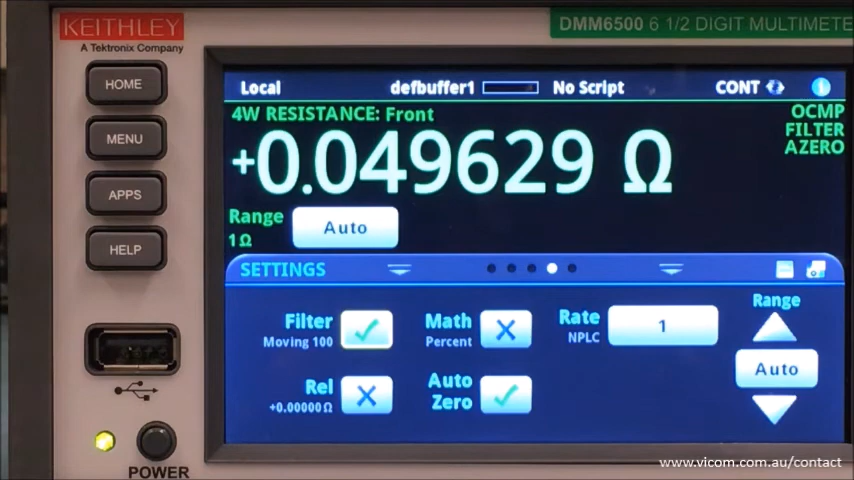 KEITHLEY
A Tektronix Company
DMM6500 6 1/2 DIGIT MULTIMETE
HOME
MENU
APPS
HELP
POWER
Local defbuffer1 No Script CONT
4W RESISTANCE: Front
OCMP
FILTER
AZERO
+0.049629 Ω
Range
1 Ω
Auto
SETTINGS
Filter
Moving 100
Math
Percent
Rate
NPLC
1
Range
Auto
Rel
+0.00000 Ω
Auto
Zero
www.vicom.com.au/contact